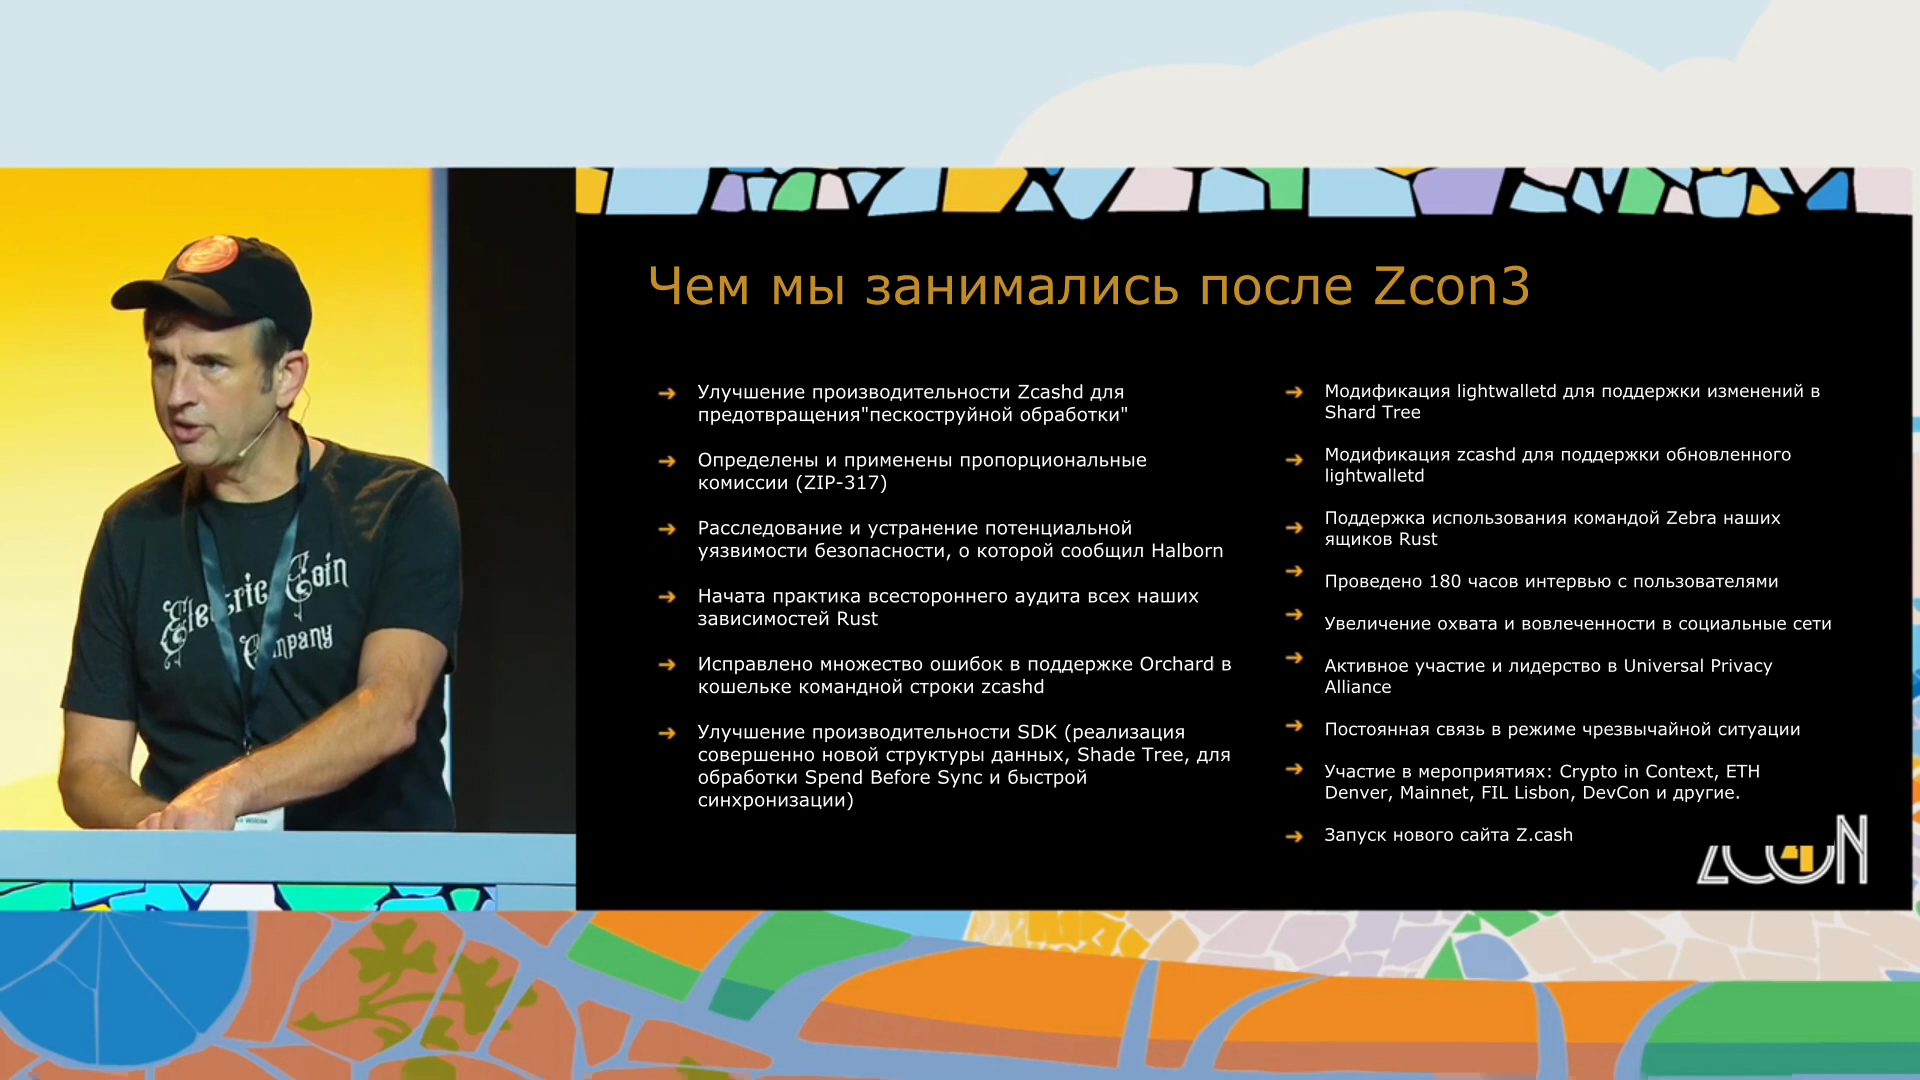 Electric Coin
Company
Чем мы занимались после Zcon3
Улучшение производительности Zcashd для
предотвращения"пескоструйной обработки"
Определены и применены пропорциональные
комиссии (ZIP-317)
Расследование и устранение потенциальной
уязвимости безопасности, о которой сообщил Halborn
Начата практика всестороннего аудита всех наших
зависимостей Rust
Исправлено множество ошибок в поддержке Orchard в
кошельке командной строки zcashd
Улучшение производительности SDK (реализация
совершенно новой структуры данных, Shade Tree, для
обработки Spend Before Sync и быстрой
синхронизации)
Модификация lightwalletd для поддержки изменений в
Shard Tree
Модификация zcashd для поддержки обновленного
lightwalletd
Поддержка использования командой Zebra наших
ящиков Rust
Проведено 180 часов интервью с пользователями
Увеличение охвата и вовлеченности в социальные сети
Активное участие и лидерство в Universal Privacy
Alliance
Постоянная связь в режиме чрезвычайной ситуации
Участие в мероприятиях: Crypto in Context, ETH
Denver, Mainnet, FIL Lisbon, DevCon и другие.
Запуск нового сайта Z.cash
ZCON4